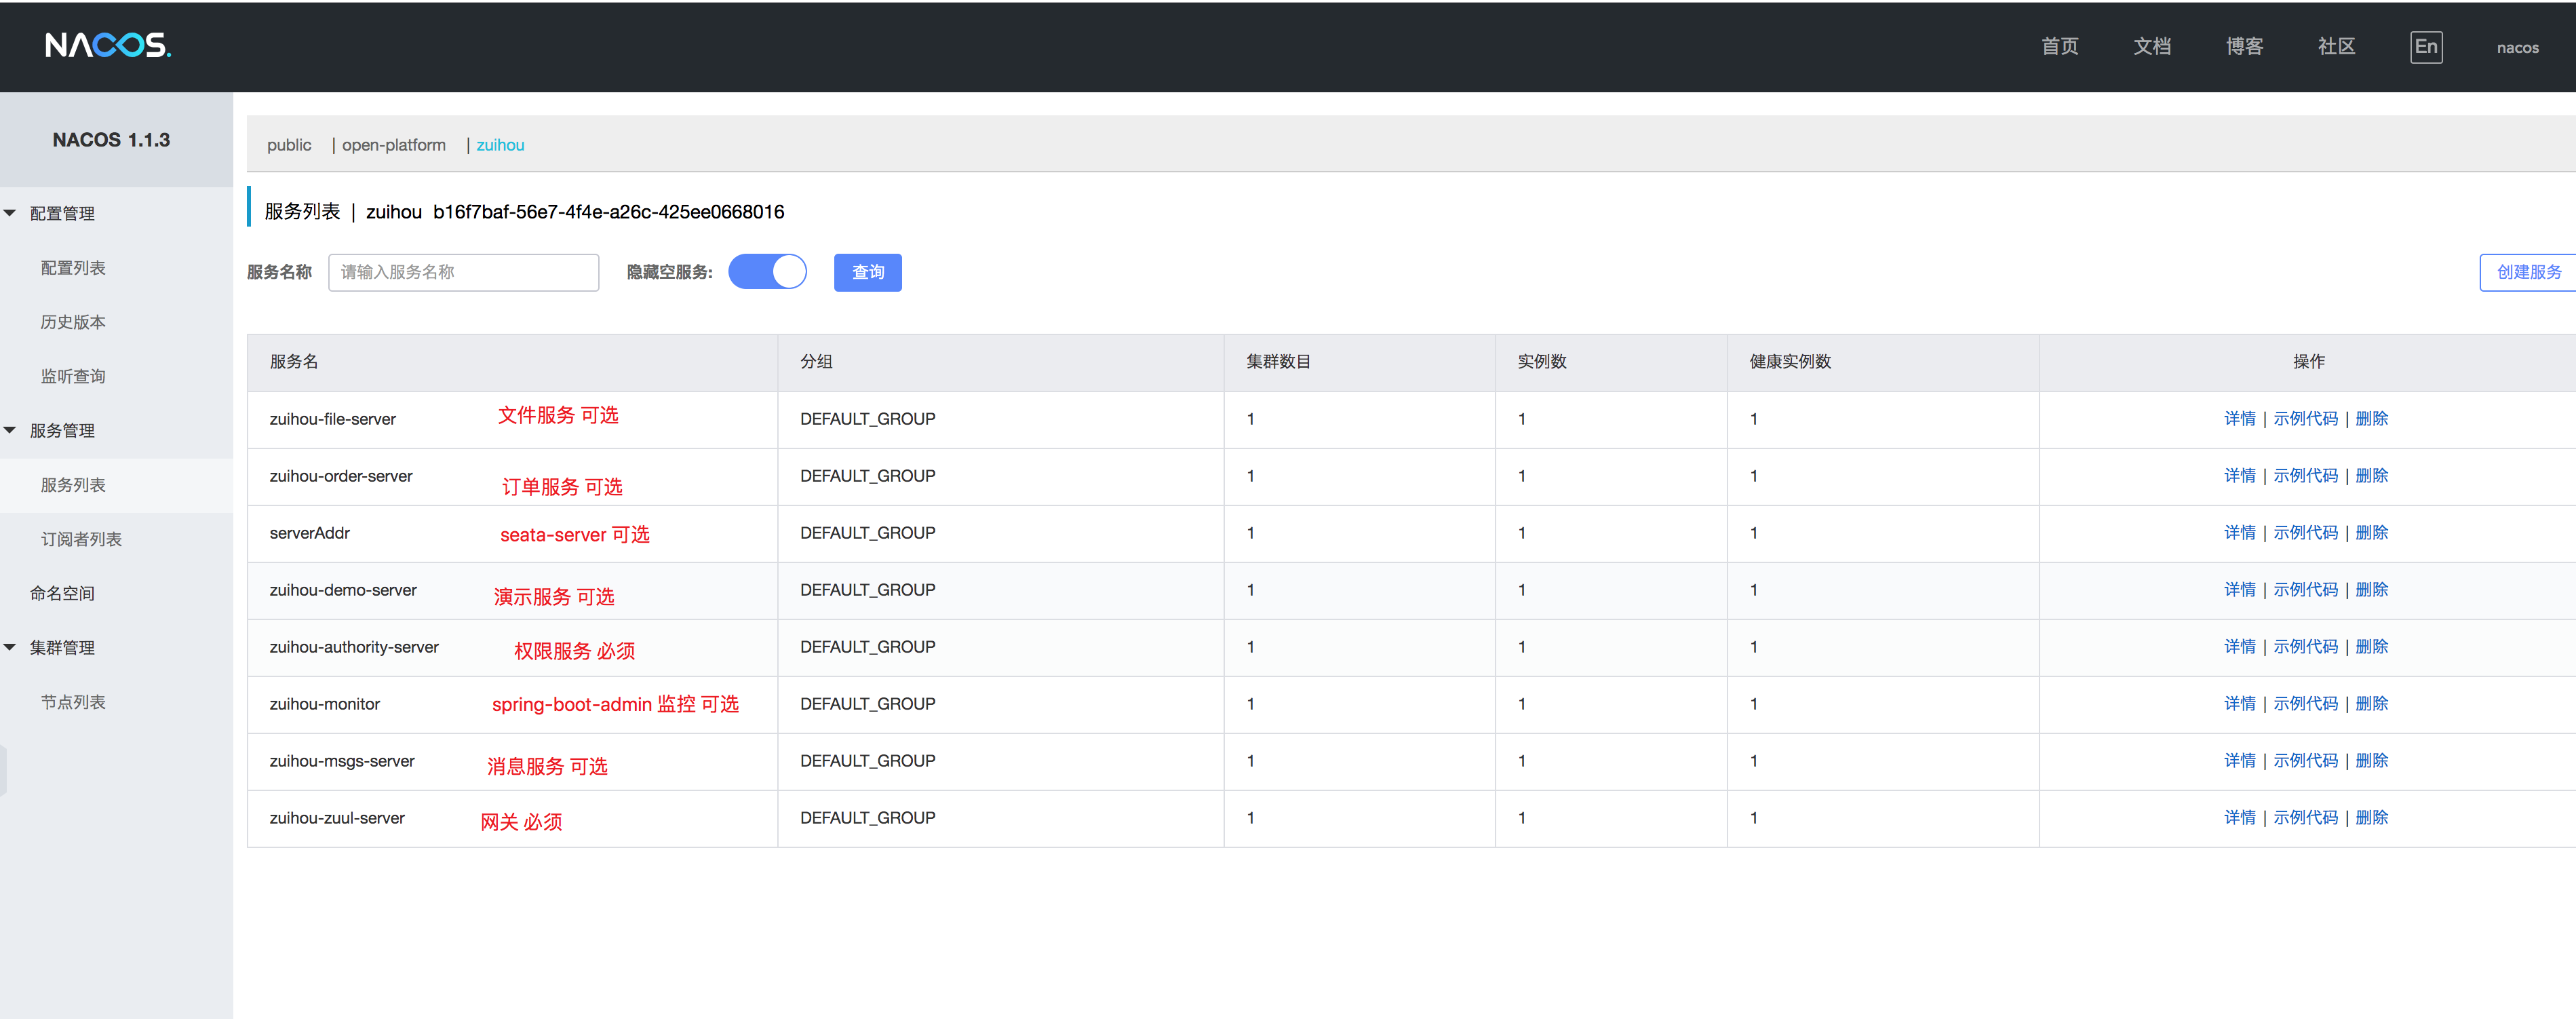 NACOS.
首页 文档 博客 社区 En nacos
NACOS 1.1.3
配置管理
配置列表
历史版本
监听查询
服务管理
服务列表
订阅者列表
命名空间
集群管理
节点列表
public | open-platform | zuihou
服务列表 | zuihou b16f7baf-56e7-4f4e-a26c-425ee0668016
服务名称 请输入服务名称 隐藏空服务: 查询 创建服务
服务名 分组 集群数目 实例数 健康实例数 操作
zuihou-file-server 文件服务 可选 DEFAULT_GROUP 1 1 1 详情 | 示例代码 | 删除
zuihou-order-server 订单服务 可选 DEFAULT_GROUP 1 1 1 详情 | 示例代码 | 删除
serverAddr seata-server 可选 DEFAULT_GROUP 1 1 1 详情 | 示例代码 | 删除
zuihou-demo-server 演示服务 可选 DEFAULT_GROUP 1 1 1 详情 | 示例代码 | 删除
zuihou-authority-server 权限服务 必须 DEFAULT_GROUP 1 1 1 详情 | 示例代码 | 删除
zuihou-monitor spring-boot-admin 监控 可选 DEFAULT_GROUP 1 1 1 详情 | 示例代码 | 删除
zuihou-msgs-server 消息服务 可选 DEFAULT_GROUP 1 1 1 详情 | 示例代码 | 删除
zuihou-zuul-server 网关 必须 DEFAULT_GROUP 1 1 1 详情 | 示例代码 | 删除